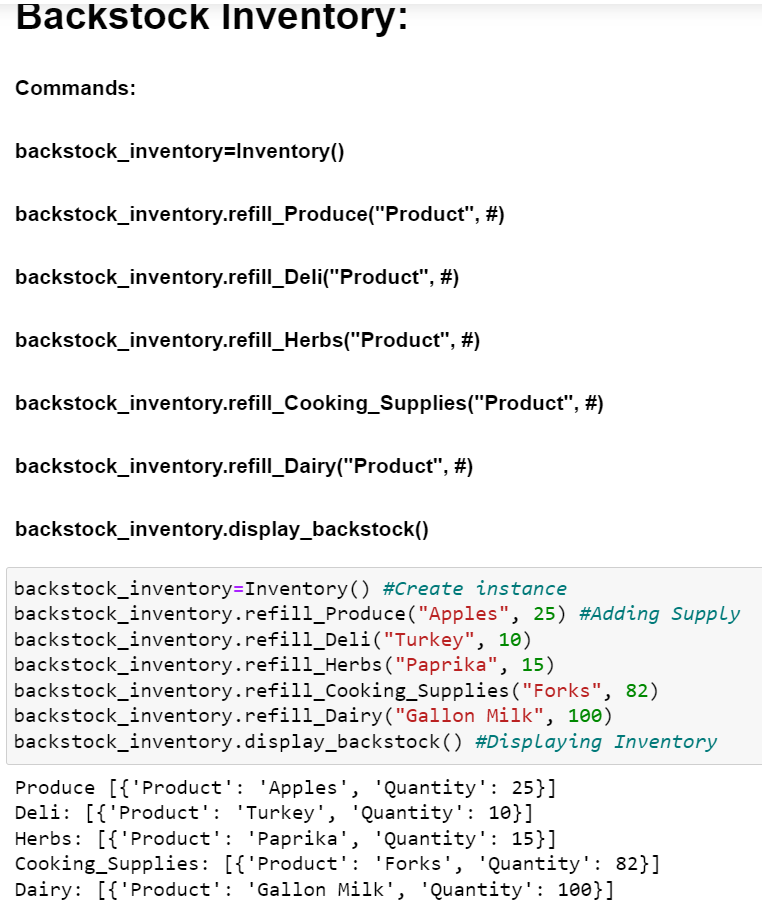 Backstock Inventory:
Commands:
backstock_inventory=Inventory()
backstock_inventory.refill_Produce("Product", #)
backstock_inventory.refill_Deli("Product", #)
backstock_inventory.refill_Herbs("Product", #)
backstock_inventory.refill_Cooking_Supplies("Product", #)
backstock_inventory.refill_Dairy("Product", #)
backstock_inventory.display_backstock()
backstock_inventory=Inventory() #Create instance
backstock_inventory.refill_Produce("Apples", 25) #Adding Supply
backstock_inventory.refill_Deli("Turkey", 10)
backstock_inventory.refill_Herbs("Paprika", 15)
backstock_inventory.refill_Cooking_Supplies("Forks", 82)
backstock_inventory.refill_Dairy("Gallon Milk", 100)
backstock_inventory.display_backstock() #Displaying Inventory
Produce [{'Product': 'Apples', 'Quantity': 25}]
Deli: [{'Product': 'Turkey', 'Quantity': 10}]
Herbs: [{'Product': 'Paprika', 'Quantity': 15}]
Cooking_Supplies: [{'Product': 'Forks', 'Quantity': 82}]
Dairy: [{'Product': 'Gallon Milk', 'Quantity': 100}]